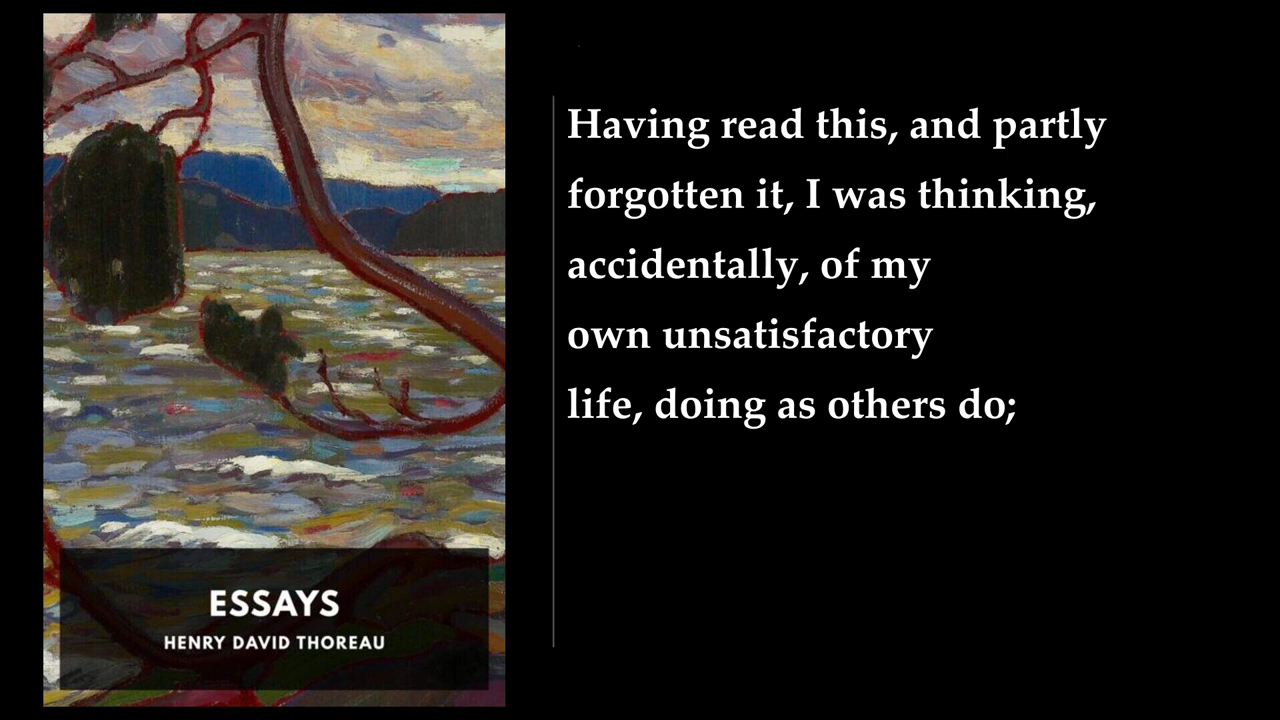 ESSAYS
HENRY DAVID THOREAU
Having read this, and partly
forgotten it, I was thinking,
accidentally, of my
own unsatisfactory
life, doing as others do;